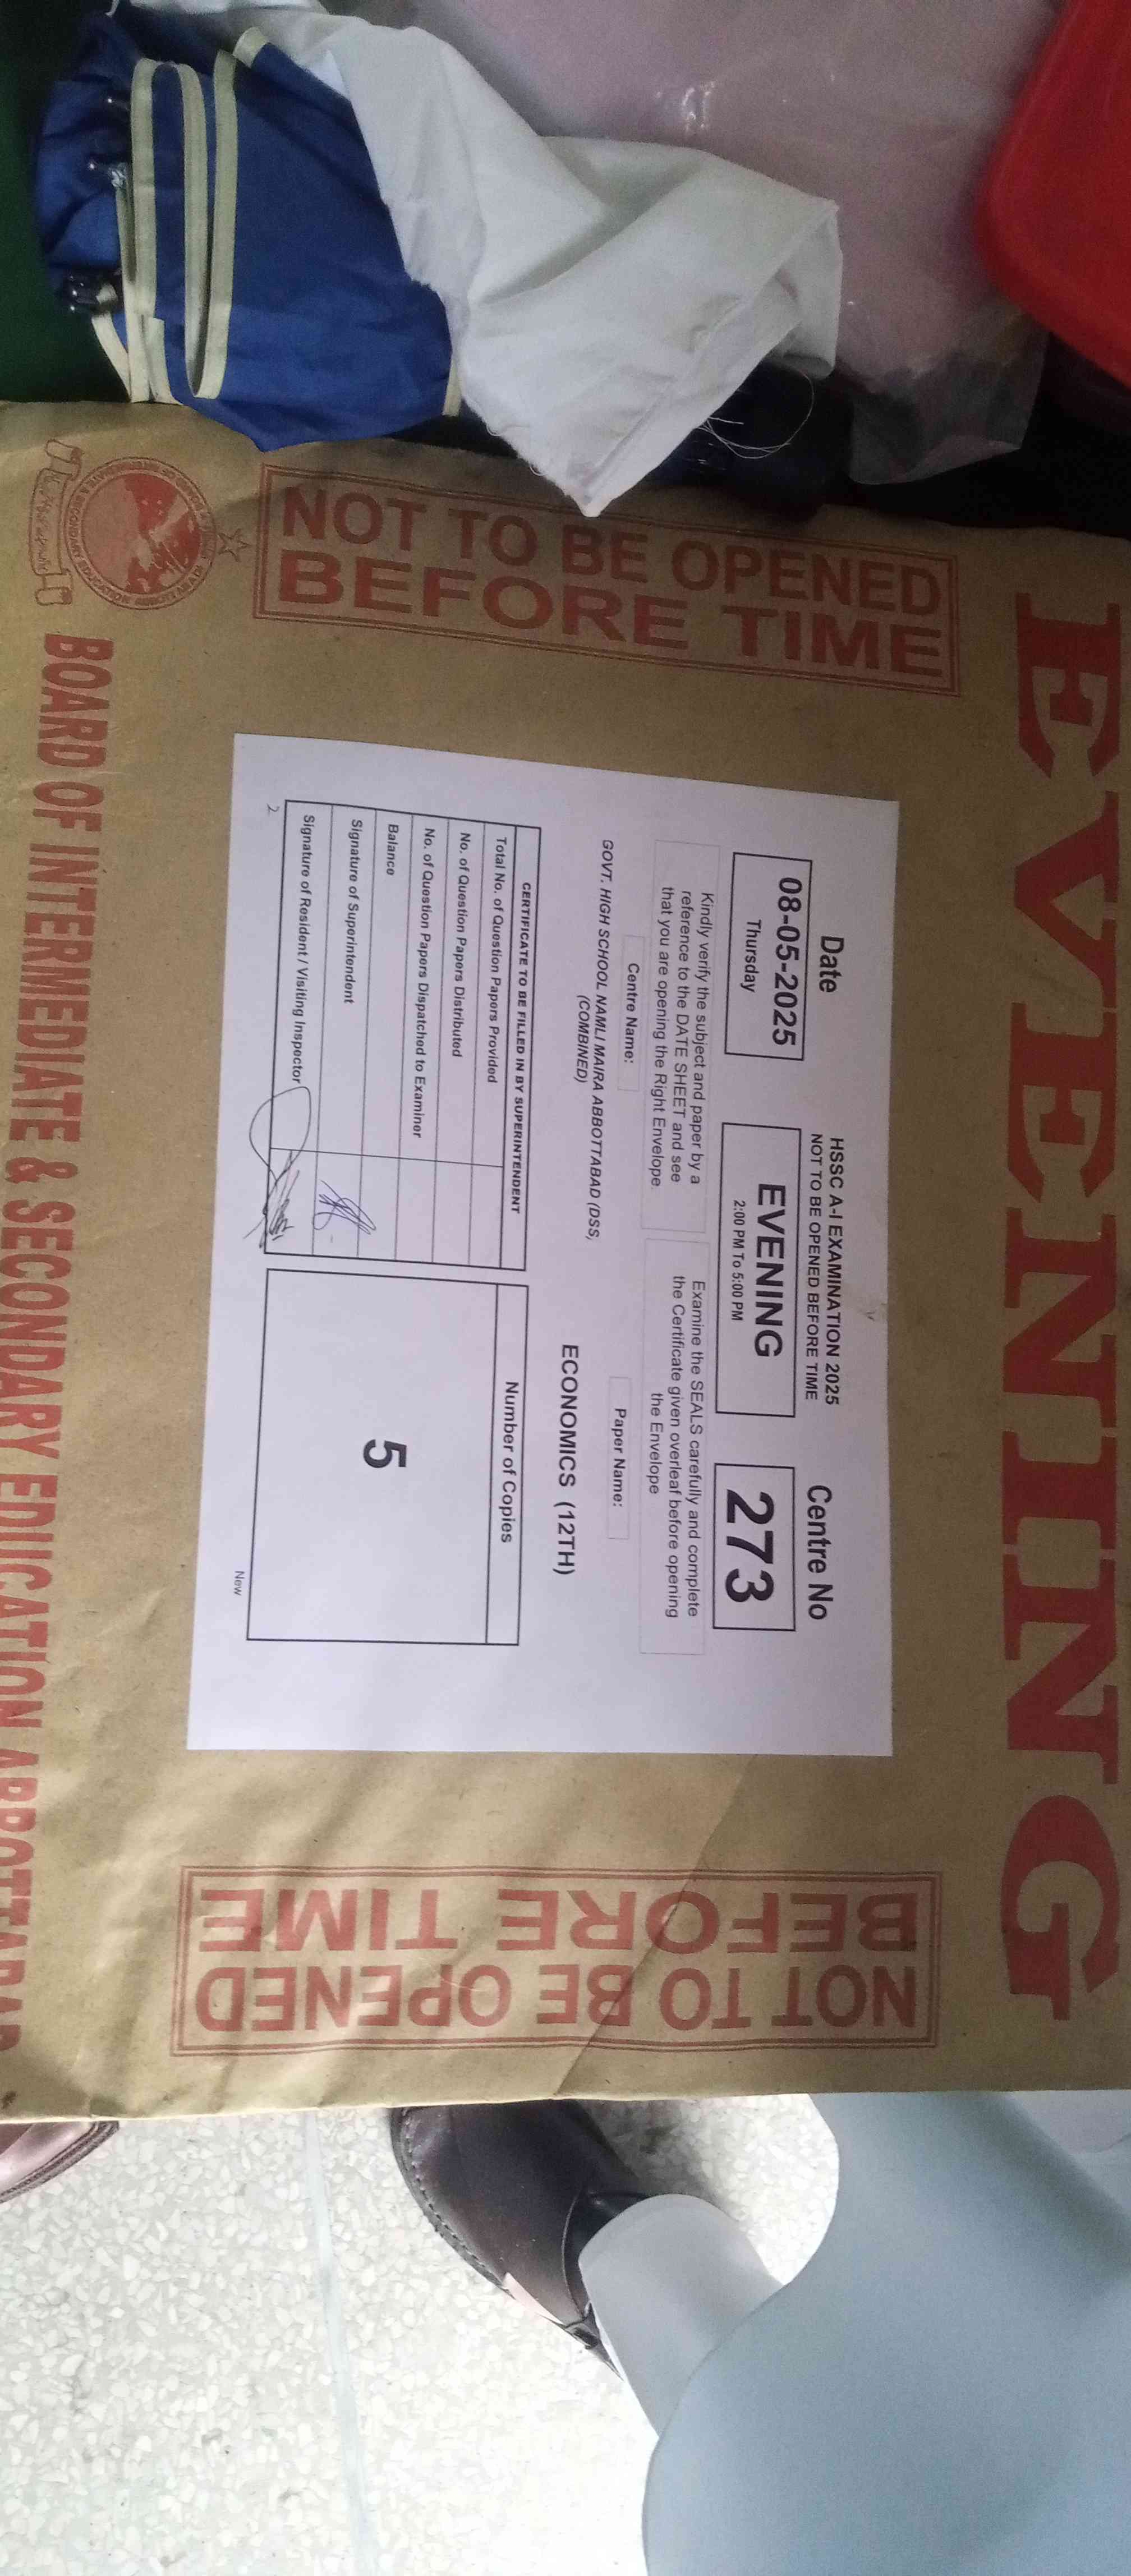 EVENING
NOT TO BE OPENED
BEFORE TIME
Date
08-05-2025
Thursday
HSSC A-I EXAMINATION 2025
NOT TO BE OPENED BEFORE TIME
EVENING
2:00 PM To 5:00 PM
Centre No
273
Kindly verify the subject and paper by a
reference to the DATE SHEET and see
that you are opening the Right Envelope.
Examine the SEALS carefully and complete
the Certificate given overleaf before opening
the Envelope
Centre Name:
GOVT. HIGH SCHOOL NAMLI MAIRA ABBOTTABAD (DSS,
(COMBINED)
Paper Name:
ECONOMICS (12TH)
CERTIFICATE TO BE FILLED IN BY SUPERINTENDENT
Total No. of Question Papers Provided
No. of Question Papers Distributed
No. of Question Papers Dispatched to Examiner
Balance
Signature of Superintendent
Signature of Resident / Visiting Inspector
2
Number of Copies
5
New
NOT TO BE OPENED
BEFORE TIME
BOARD OF INTERMEDIATE & SECONDARY EDUCATION ABBOTTABAD